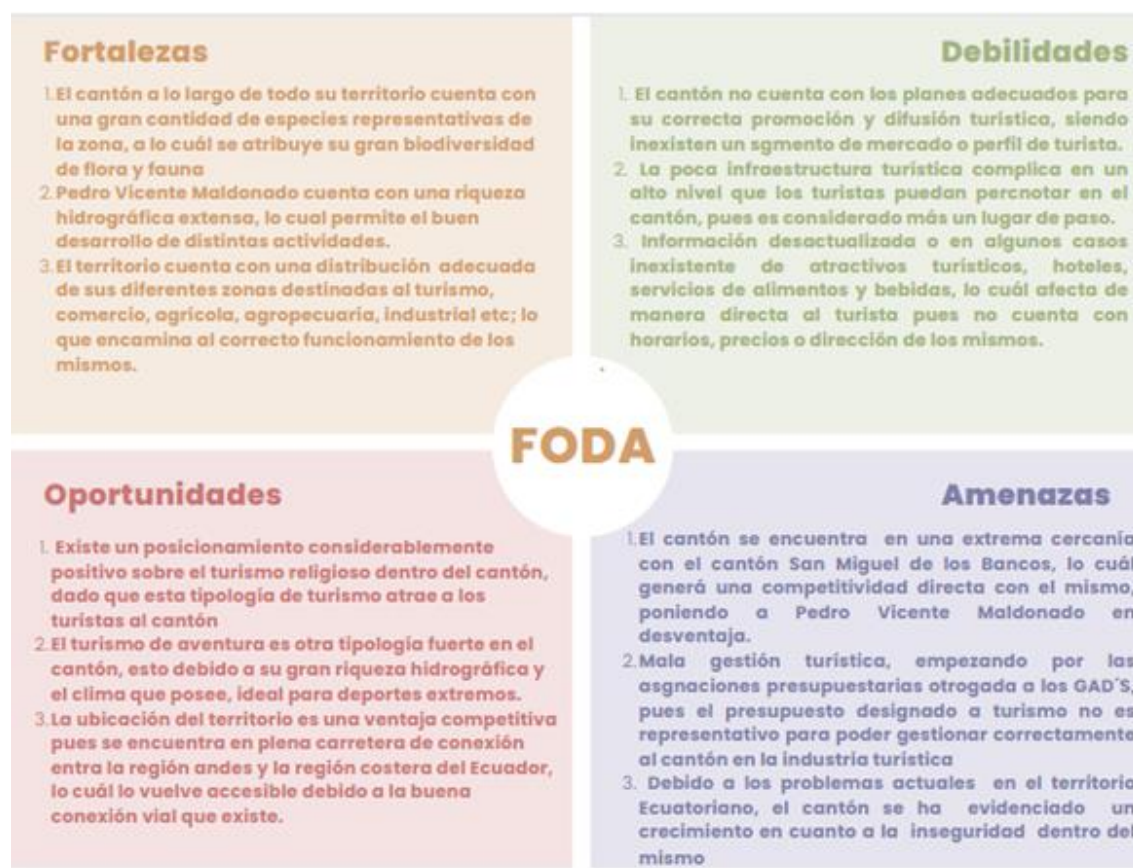 Fortalezas
1. El cantón a lo largo de todo su territorio cuenta con
una gran cantidad de especies representativas de
la zona, a lo cuál se atribuye su gran biodiversidad
de flora y fauna
2. Pedro Vicente Maldonado cuenta con una riqueza
hidrográfica extensa, lo cual permite el buen
desarrollo de distintas actividades.
3. El territorio cuenta con una distribución adecuada
de sus diferentes zonas destinadas al turismo,
comercio, agrícola, agropecuaria, industrial etc; lo
que encamina al correcto funcionamiento de los
mismos.
Debilidades
1. El cantón no cuenta con los planes adecuados para
su correcta promoción y difusión turística, siendo
inexisten un sgmento de mercado o perfil de turista.
2. La poca infraestructura turística complica en un
alto nivel que los turistas puedan percnotar en el
cantón, pues es considerado más un lugar de paso.
3. Información desactualizada o en algunos casos
inexistente de atractivos turísticos, hoteles,
servicios de alimentos y bebidas, lo cuál afecta de
manera directa al turista pues no cuenta con
horarios, precios o dirección de los mismos.
FODA
Oportunidades
1. Existe un posicionamiento considerablemente
positivo sobre el turismo religioso dentro del cantón,
dado que esta tipología de turismo atrae a los
turistas al cantón
2. El turismo de aventura es otra tipología fuerte en el
cantón, esto debido a su gran riqueza hidrográfica y
el clima que posee, ideal para deportes extremos.
3. La ubicación del territorio es una ventaja competitiva
pues se encuentra en plena carretera de conexión
entra la región andes y la región costera del Ecuador,
lo cuál lo vuelve accesible debido a la buena
conexión vial que existe.
Amenazas
1. El cantón se encuentra en una extrema cercanía
con el cantón San Miguel de los Bancos, lo cuál
generá una competitividad directa con el mismo,
poniendo a Pedro Vicente Maldonado en
desventaja.
2. Mala gestión turística, empezando por las
asgnaciones presupuestarias otrogada a los GAD´S,
pues el presupuesto designado a turismo no es
representativo para poder gestionar correctamente
al cantón en la industria turística
3. Debido a los problemas actuales en el territorio
Ecuatoriano, el cantón se ha evidenciado un
crecimiento en cuanto a la inseguridad dentro del
mismo